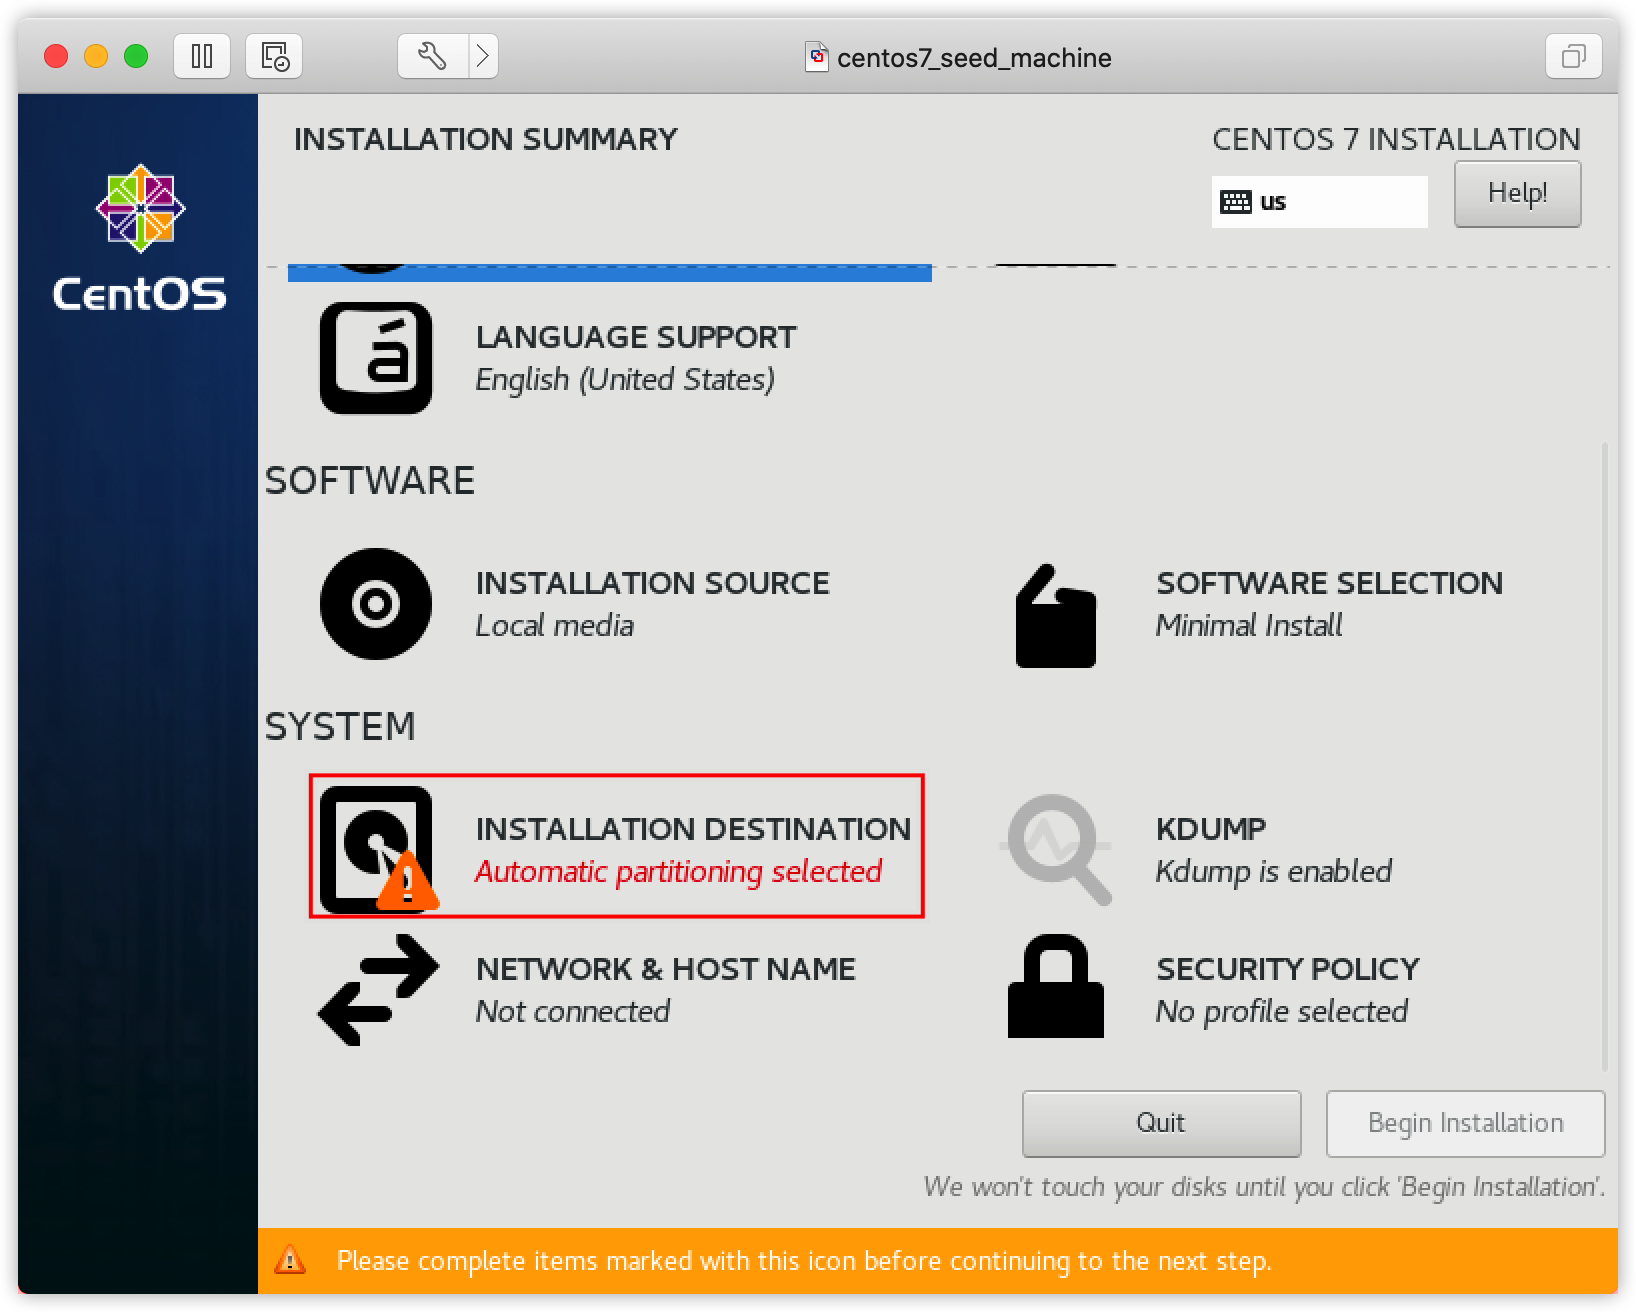 centos7_seed_machine
CentOS
INSTALLATION SUMMARY
CENTOS 7 INSTALLATION
us
Help!
á
LANGUAGE SUPPORT
English (United States)
SOFTWARE
INSTALLATION SOURCE
Local media
SOFTWARE SELECTION
Minimal Install
SYSTEM
INSTALLATION DESTINATION
Automatic partitioning selected
KDUMP
Kdump is enabled
NETWORK & HOST NAME
Not connected
SECURITY POLICY
No profile selected
Quit
Begin Installation
We won't touch your disks until you click 'Begin Installation'.
Please complete items marked with this icon before continuing to the next step.